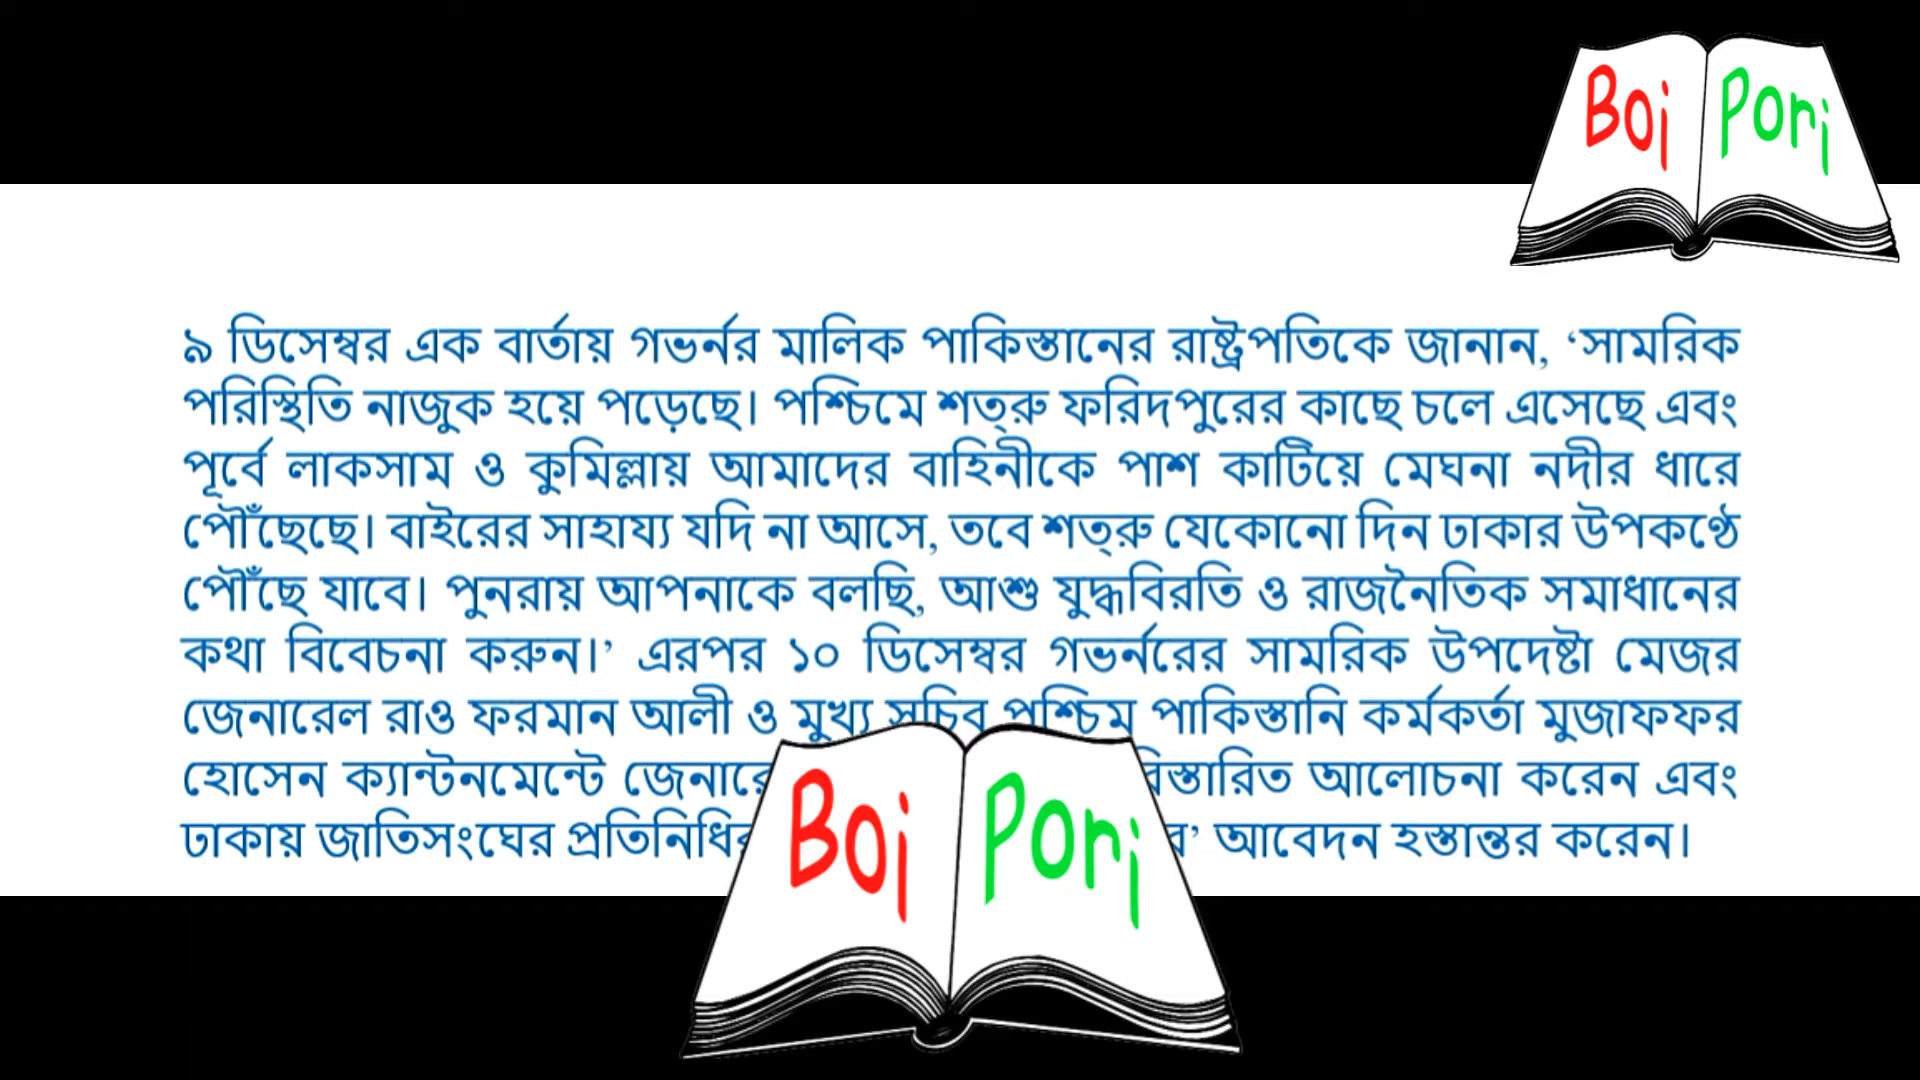 Boi Pori
৯ ডিসেম্বর এক বার্তায় গভর্নর মালিক পাকিস্তানের রাষ্ট্রপতিকে জানান, ‘সামরিক
পরিস্থিতি নাজুক হয়ে পড়েছে। পশ্চিমে শত্রু ফরিদপুরের কাছে চলে এসেছে এবং
পূর্বে লাকসাম ও কুমিল্লায় আমাদের বাহিনীকে পাশ কাটিয়ে মেঘনা নদীর ধারে
পৌঁছেছে। বাইরের সাহায্য যদি না আসে, তবে শত্রু যেকোনো দিন ঢাকার উপকণ্ঠে
পৌঁছে যাবে। পুনরায় আপনাকে বলছি, আশু যুদ্ধবিরতি ও রাজনৈতিক সমাধানের
কথা বিবেচনা করুন।’ এরপর ১০ ডিসেম্বর গভর্নরের সামরিক উপদেষ্টা মেজর
জেনারেল রাও ফরমান আলী ও মুখ্য সচিব পশ্চিম পাকিস্তানি কর্মকর্তা মুজাফফর
হোসেন ক্যান্টনমেন্টে আলোচনা করেন এবং
ঢাকায় জাতিসংঘের আবেদন হস্তান্তর করেন।
Boi Pori